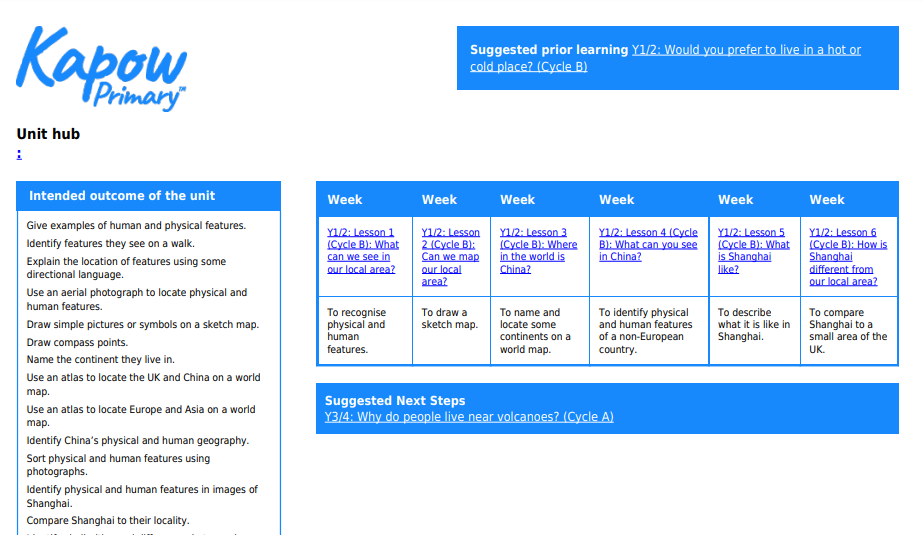 Kapow
Primary™
Suggested prior learning Y1/2: Would you prefer to live in a hot or
cold place? (Cycle B)
Unit hub
:
Intended outcome of the unit
Give examples of human and physical features.
Identify features they see on a walk.
Explain the location of features using some
directional language.
Use an aerial photograph to locate physical and
human features.
Draw simple pictures or symbols on a sketch map.
Draw compass points.
Name the continent they live in.
Use an atlas to locate the UK and China on a world
map.
Use an atlas to locate Europe and Asia on a world
map.
Identify China's physical and human geography.
Sort physical and human features using
photographs.
Identify physical and human features in images of
Shanghai.
Compare Shanghai to their locality.
Week
Week
Week
Week
Week
Week
Y1/2: Lesson 1
(Cycle B): What
can we see in
our local area?
Y1/2: Lesson
2 (Cycle B):
Can we map
our local
area?
Y1/2: Lesson 3
(Cycle B): Where
in the world is
China?
Y1/2: Lesson 4 (Cycle
B): What can you see
in China?
Y1/2: Lesson 5
(Cycle B): What
is Shanghai
like?
Y1/2: Lesson 6
(Cycle B): How is
Shanghai
different from
our local area?
To recognise
physical and
human
features.
To draw a
sketch map.
To name and
locate some
continents on a
world map.
To identify physical
and human features
of a non-European
country.
To describe
what it is like in
Shanghai.
To compare
Shanghai to a
small area of the
UK.
Suggested Next Steps
Y3/4: Why do people live near volcanoes? (Cycle A)